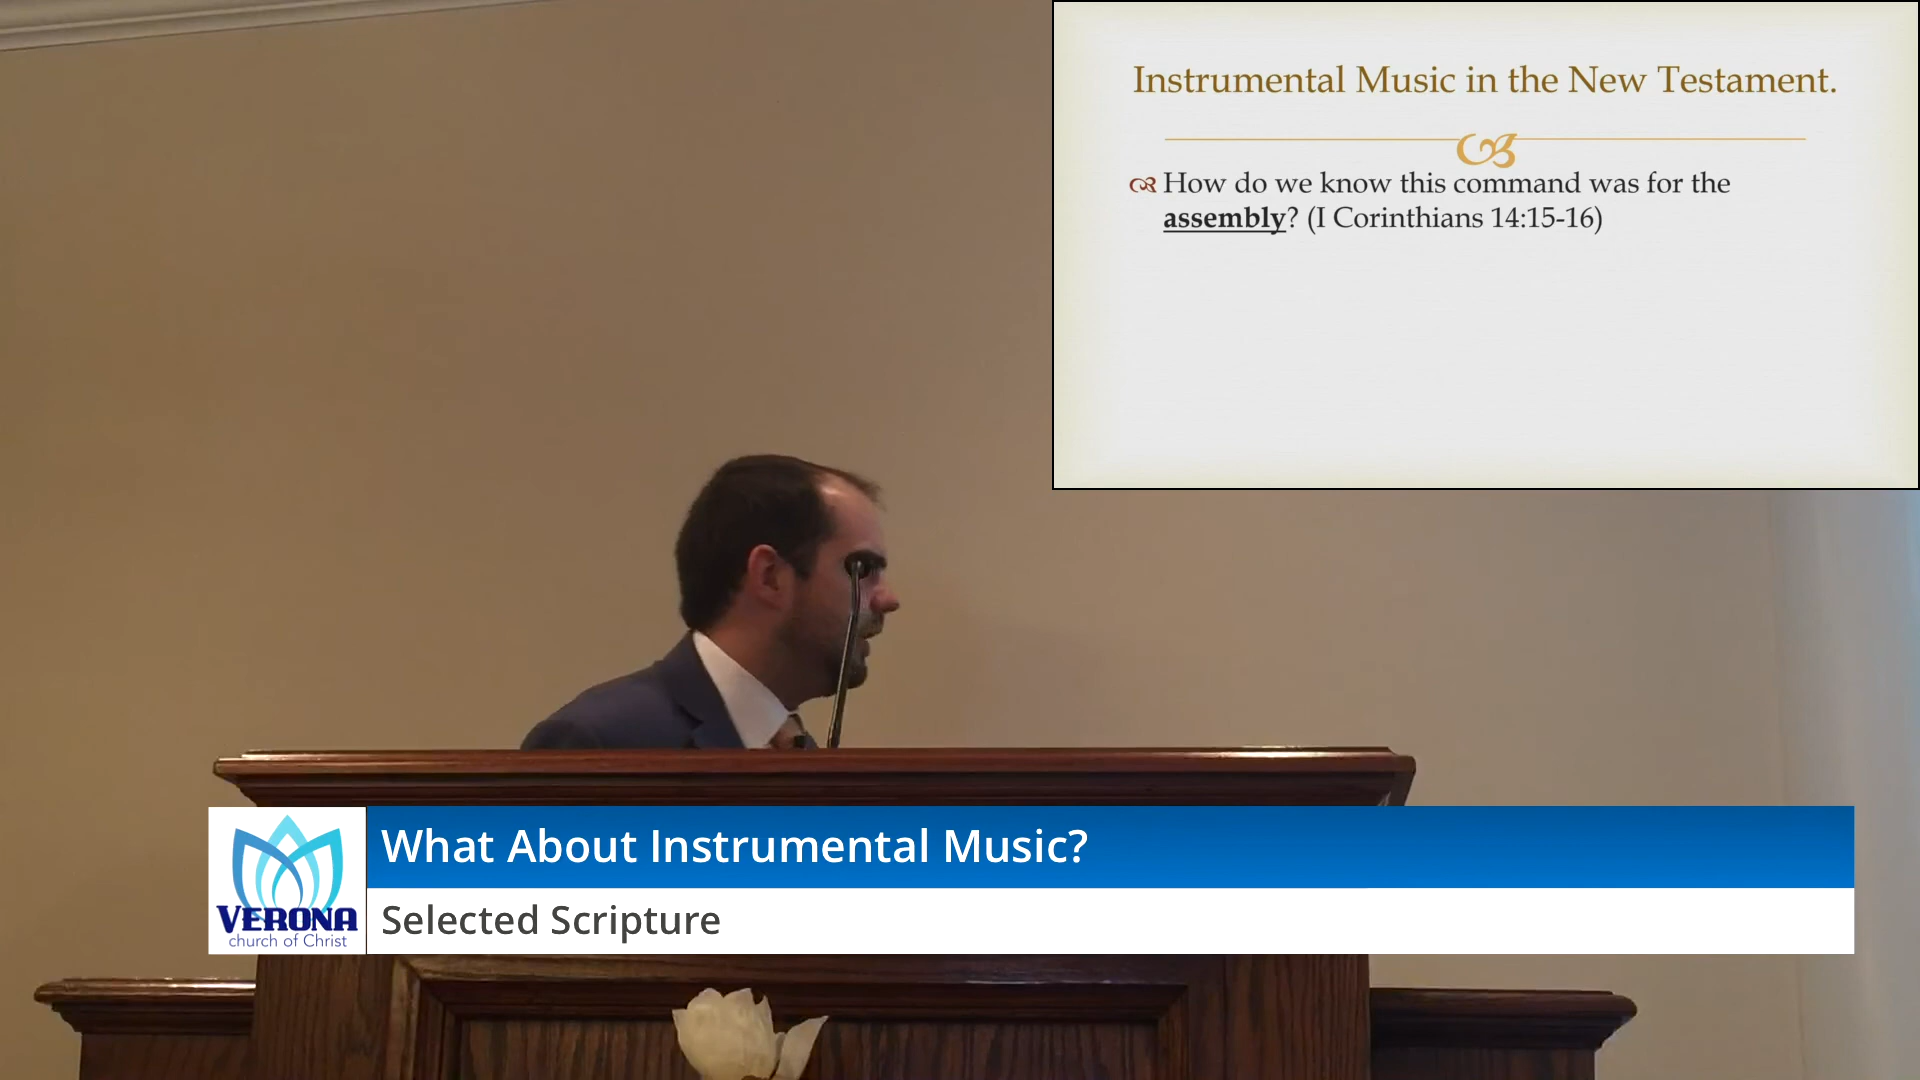 Instrumental Music in the New Testament.
How do we know this command was for the
assembly? (I Corinthians 14:15-16)
What About Instrumental Music?
Selected Scripture
VERONA
church of Christ